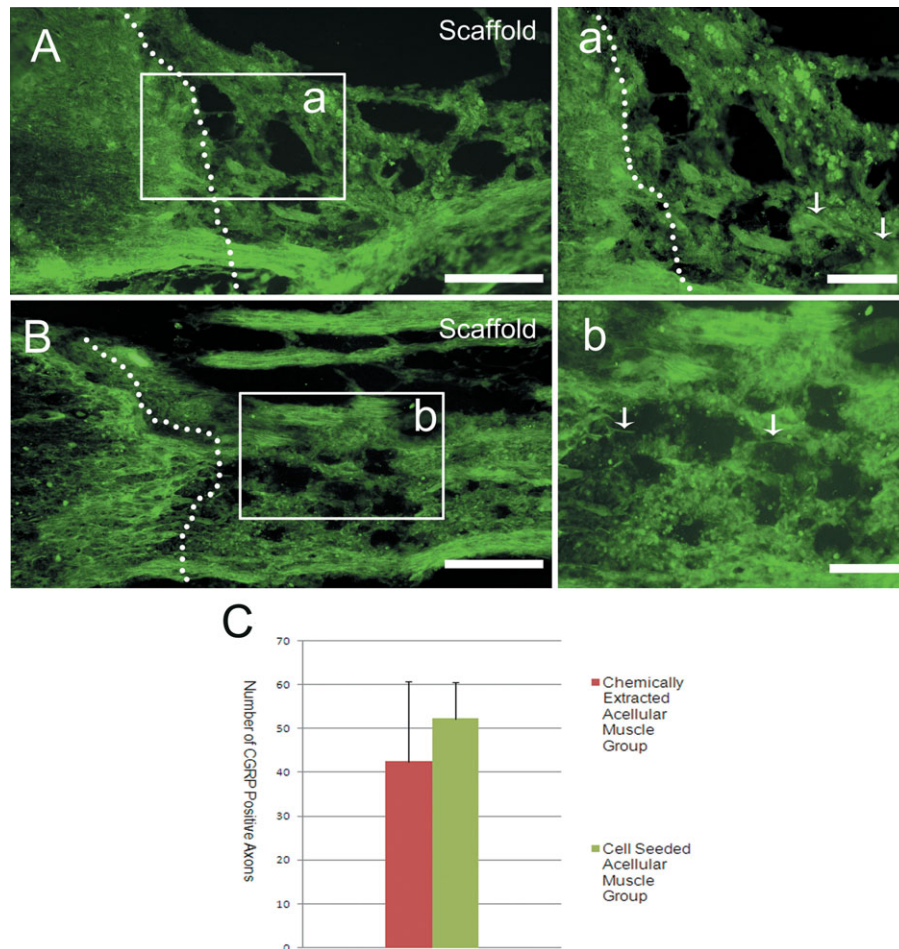 A
Scaffold
a
a
B
Scaffold
b
b
C
Number of CGRP Positive Axons
70
60
50
40
30
20
10
0
Chemically
Extracted
Acellular
Muscle
Group
Cell Seeded
Acellular
Muscle
Group